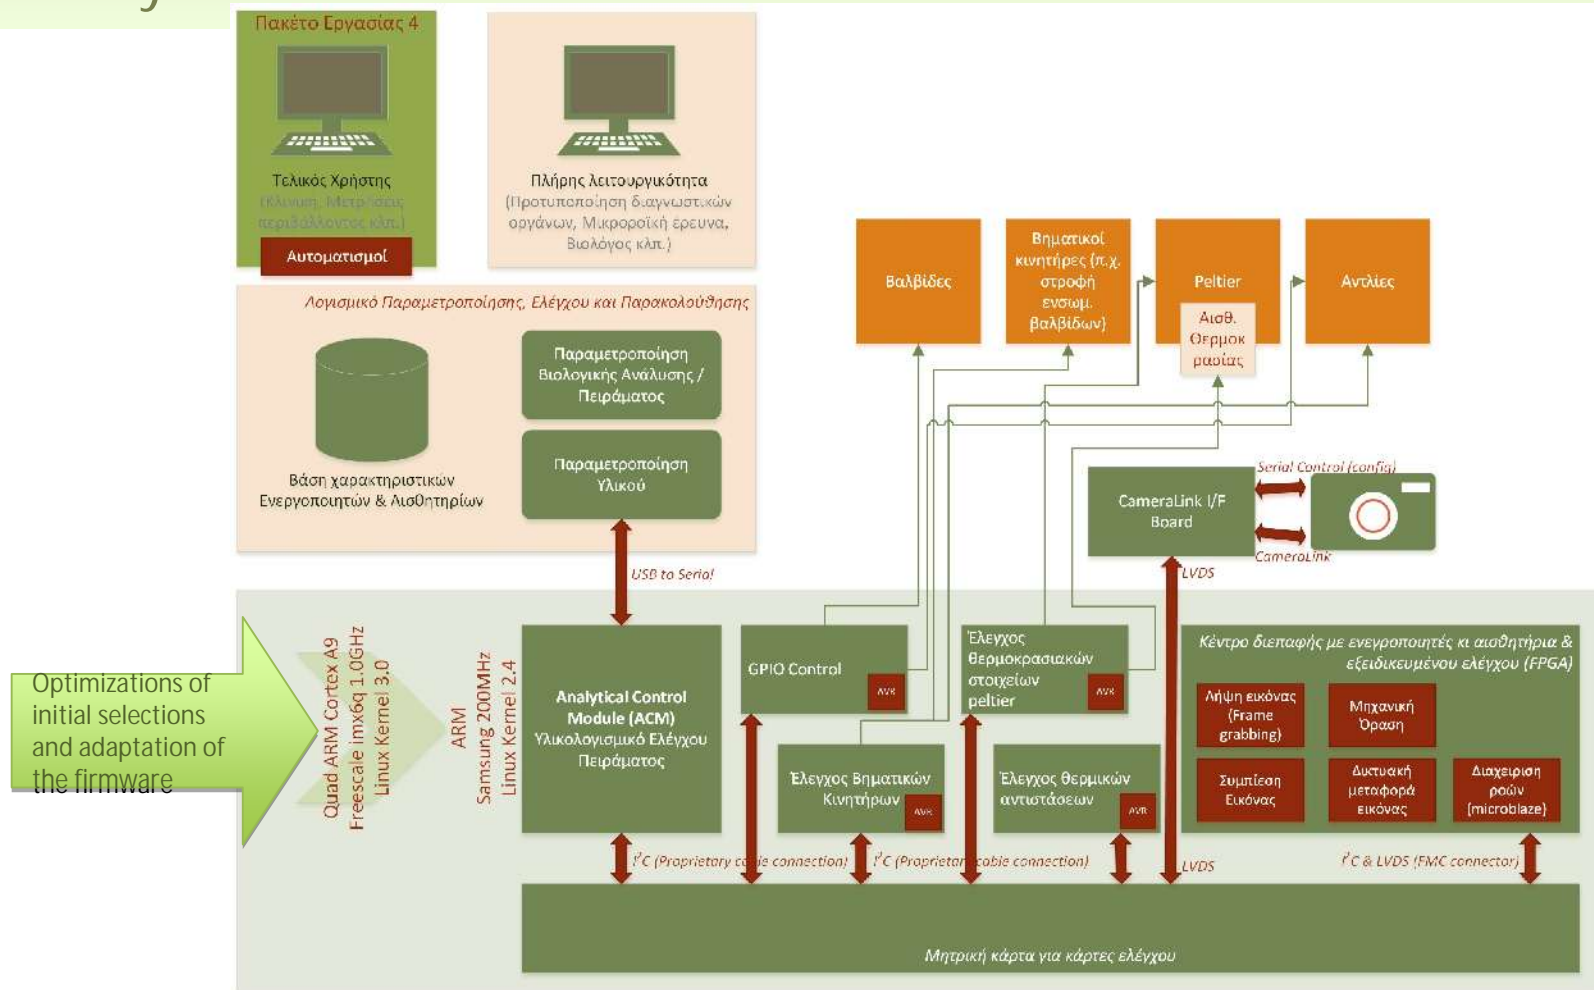 Πακέτο Εργασίας 4
Τελικός Χρήστης
(Κλινική, Μετρήσεις
περιβάλλοντος κλπ.)
Αυτοματισμοί
Πλήρης λειτουργικότητα
(Προτυποποίηση διαγνωστικών
οργάνων, Μικροροϊκή έρευνα,
Βιολόγος κλπ.)
Λογισμικό Παραμετροποίησης, Ελέγχου και Παρακολούθησης
Βάση χαρακτηριστικών
Ενεργοποιητών & Αισθητηρίων
Παραμετροποίηση
Βιολογικής Ανάλυσης /
Πειράματος
Παραμετροποίηση
Υλικού
USB to Serial
Βαλβίδες
Βηματικοί
κινητήρες (π.χ.
στροφή
ενσωμ.
βαλβίδων)
Peltier
Αισθ.
Θερμοκ
ρασίας
Αντλίες
CameraLink I/F
Board
Serial Control (config)
CameraLink
LVDS
Optimizations of
initial selections
and adaptation of
the firmware
Quad ARM Cortex A9
Freescale imx6q 1.0GHz
Linux Kernel 3.0
ARM
Samsung 200MHz
Linux Kernel 2.4
Analytical Control
Module (ACM)
Υλικολογισμικό Ελέγχου
Πειράματος
GPIO Control
AVR
Έλεγχος
θερμοκρασιακών
στοιχείων
peltier
AVR
Έλεγχος Βηματικών
Κινητήρων
AVR
Έλεγχος θερμικών
αντιστάσεων
AVR
Κέντρο διεπαφής με ενεγροποιητές κι αισθητήρια &
εξειδικευμένου ελέγχου (FPGA)
Λήψη εικόνας
(Frame
grabbing)
Μηχανική
Όραση
Συμπίεση
Εικόνας
Δικτυακή
μεταφορά
εικόνας
Διαχειριση
ροών
(microblaze)
I²C (Proprietary cable connection)
I²C (Proprietary cable connection)
LVDS
I²C & LVDS (FMC connector)
Μητρική κάρτα για κάρτες ελέγχου